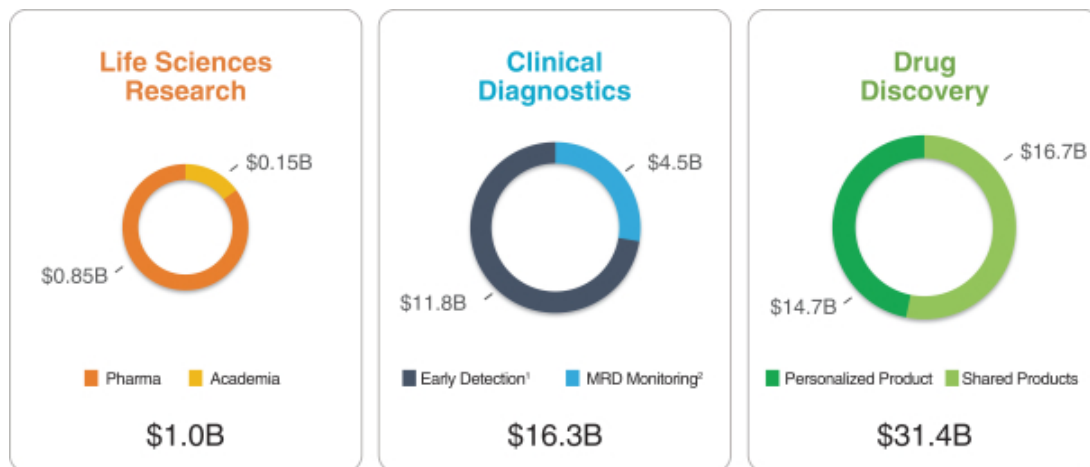 Life Sciences
Research
$0.15B
$0.85B
Pharma
Academia
$1.0B
Clinical
Diagnostics
$4.5B
$11.8B
Early Detection¹
MRD Monitoring²
$16.3B
Drug
Discovery
$16.7B
$14.7B
Personalized Product
Shared Products
$31.4B